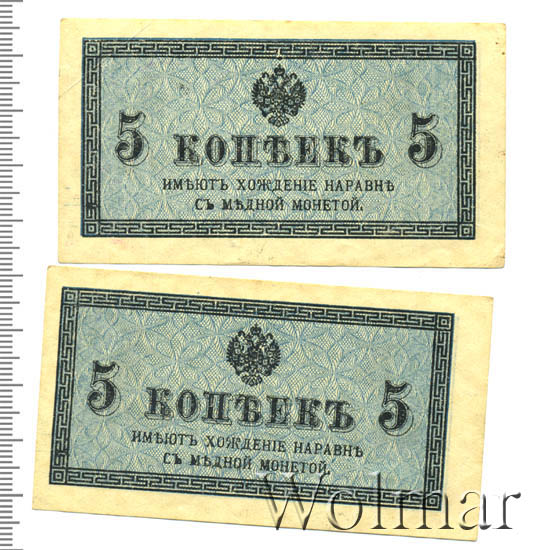 5 КОПѢЕКЪ 5
ИМѢЮТЪ ХОЖДЕНІЕ НАРАВНѢ
СЪ МѢДНОЙ МОНЕТОЙ.
5 КОПѢЕКЪ 5
ИМѢЮТЪ ХОЖДЕНІЕ НАРАВНѢ
СЪ МѢДНОЙ МОНЕТОЙ.
Wolmar